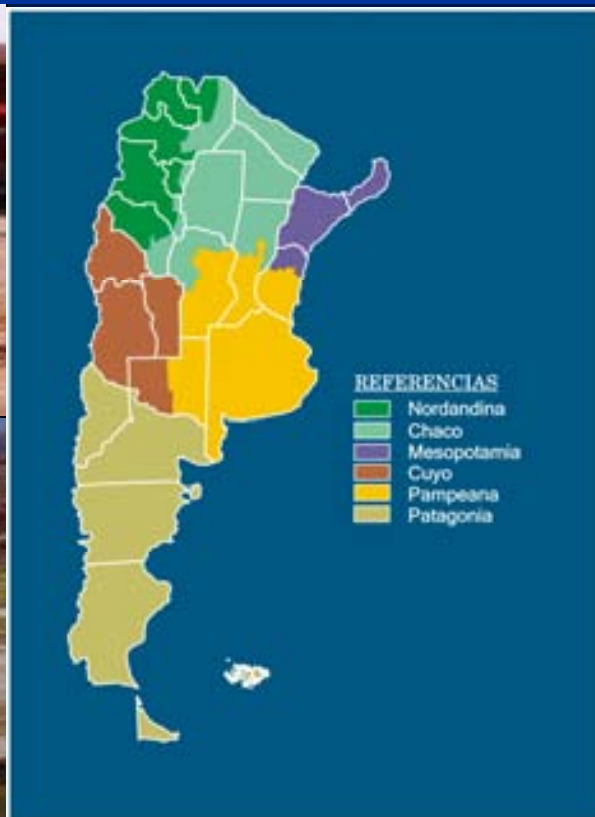 REFERENCIAS
Nordandina
Chaco
Mesopotamia
Cuyo
Pampeana
Patagonia